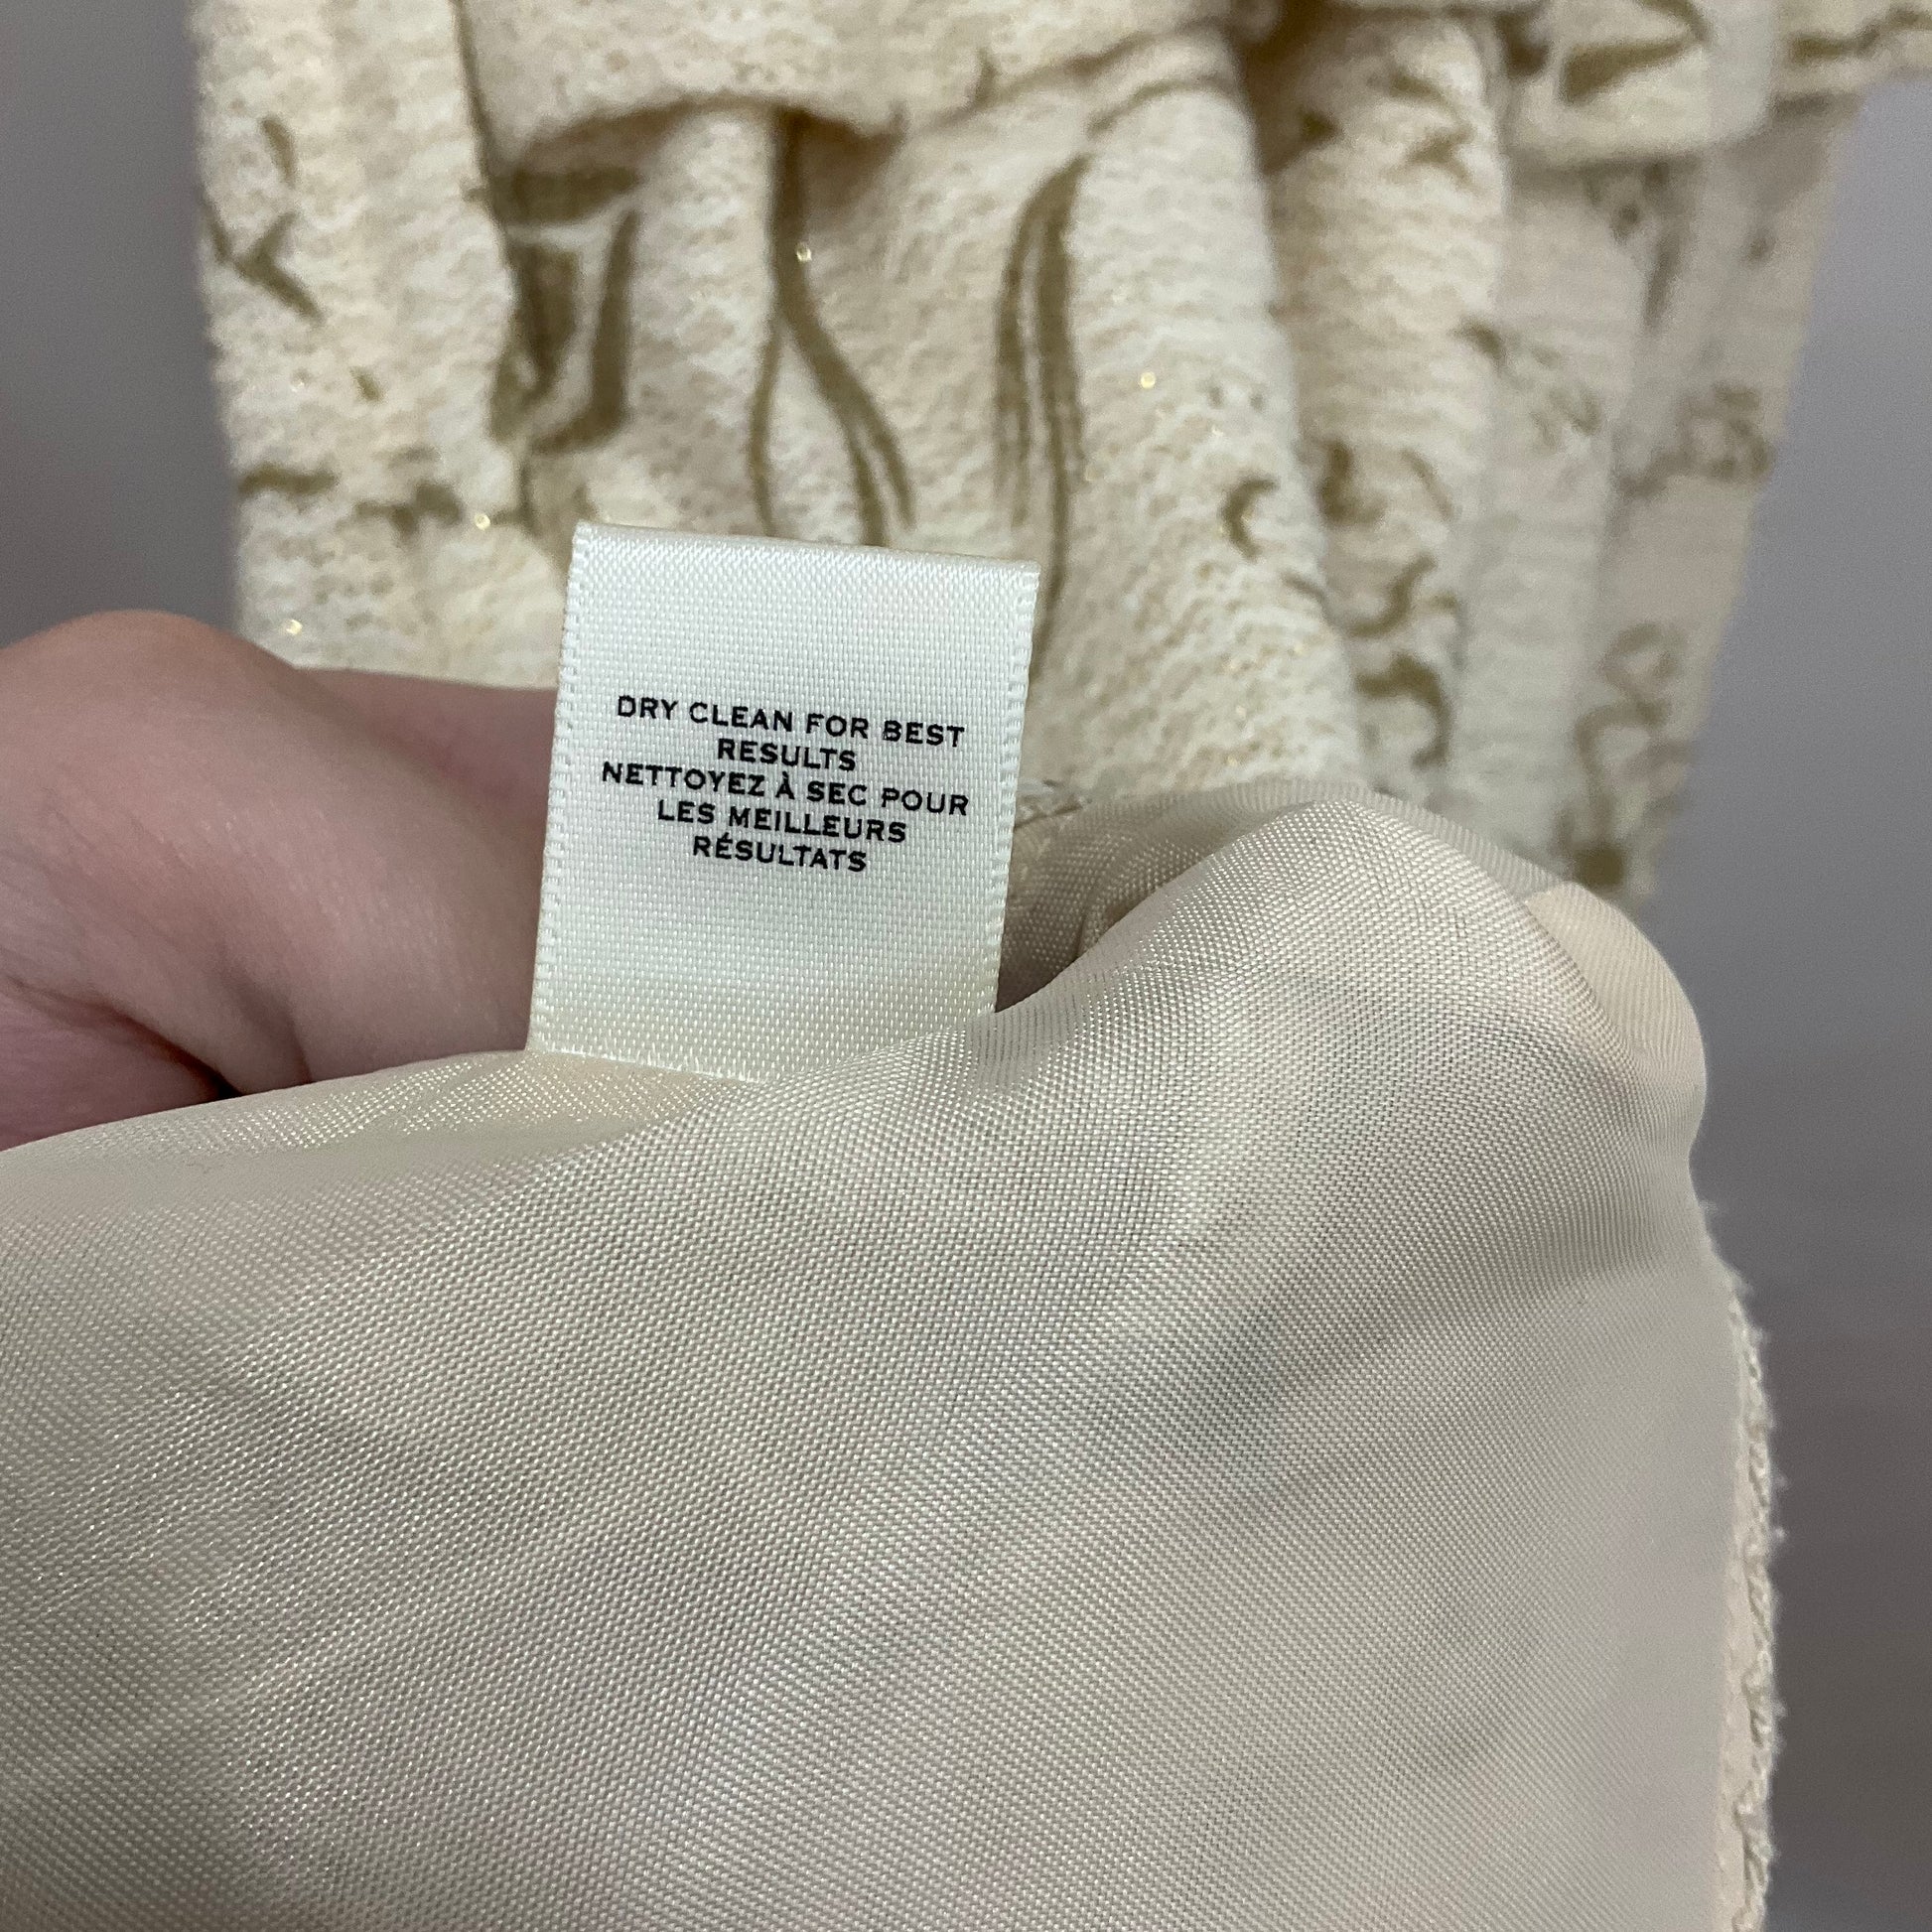 DRY CLEAN FOR BEST
RESULTS
NETTOYEZ À SEC POUR
LES MEILLEURS
RÉSULTATS